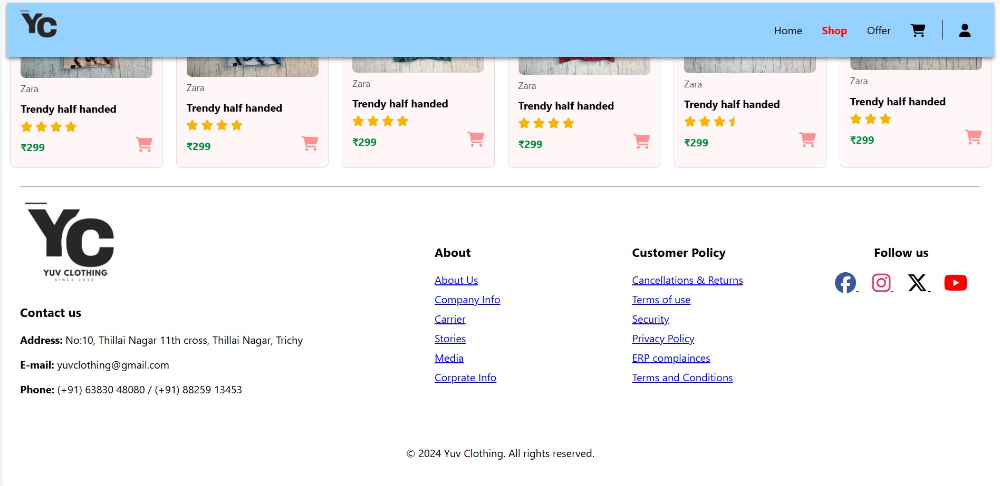 YC
Home Shop Offer
Zara Zara Zara Zara Zara Zara
Trendy half handed Trendy half handed Trendy half handed Trendy half handed Trendy half handed Trendy half handed
₹299 ₹299 ₹299 ₹299 ₹299 ₹299
YC
YUV CLOTHING
SINCE 2012
Contact us
Address: No:10, Thillai Nagar 11th cross, Thillai Nagar, Trichy
E-mail: yuvclothing@gmail.com
Phone: (+91) 63830 48080 / (+91) 88259 13453
About
About Us
Company Info
Carrier
Stories
Media
Corprate Info
Customer Policy
Cancellations & Returns
Terms of use
Security
Privacy Policy
ERP complainces
Terms and Conditions
Follow us
© 2024 Yuv Clothing. All rights reserved.